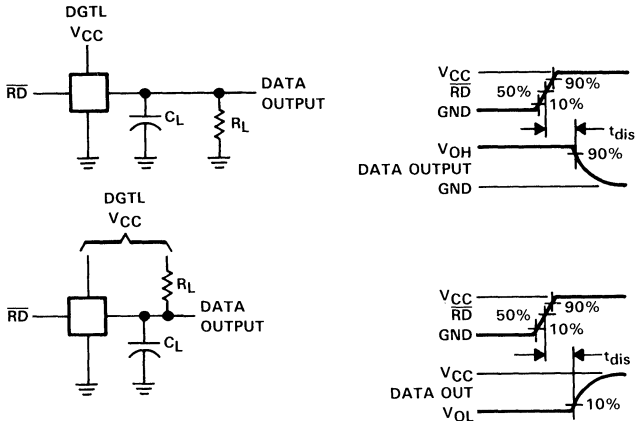 DGTL
VCC
RD
CL
RL
DATA
OUTPUT
VCC
RD
GND
50%
90%
10%
tdis
VOH
DATA OUTPUT
GND
90%
DGTL
VCC
RL
RD
CL
DATA
OUTPUT
VCC
RD
GND
50%
90%
10%
tdis
VCC
DATA OUT
VOL
10%